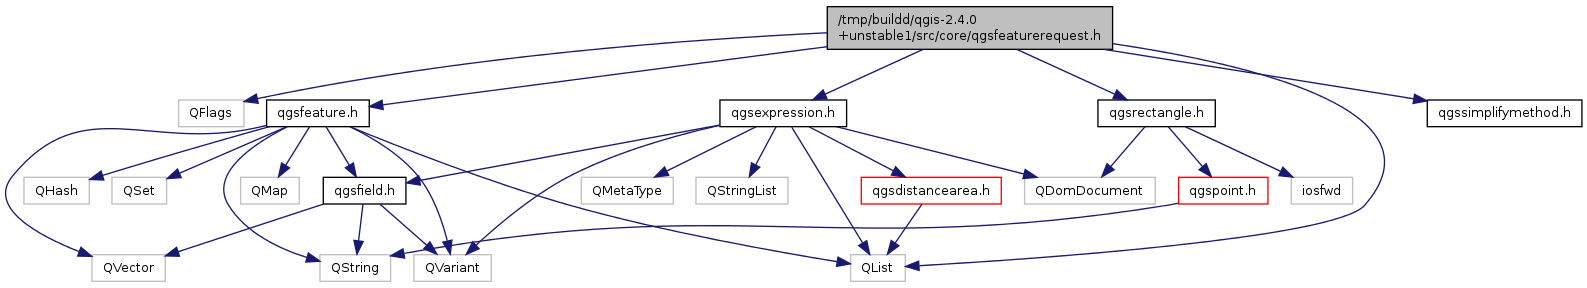 /tmp/buildd/qgis-2.4.0
+unstable1/src/core/qgsfeaturerequest.h
QFlags
qgsfeature.h
qgsexpression.h
qgsrectangle.h
qgssimplifymethod.h
QHash
QSet
QMap
qgsfield.h
QMetaType
QStringList
qgsdistancearea.h
QDomDocument
qgspoint.h
iosfwd
QVector
QString
QVariant
QList